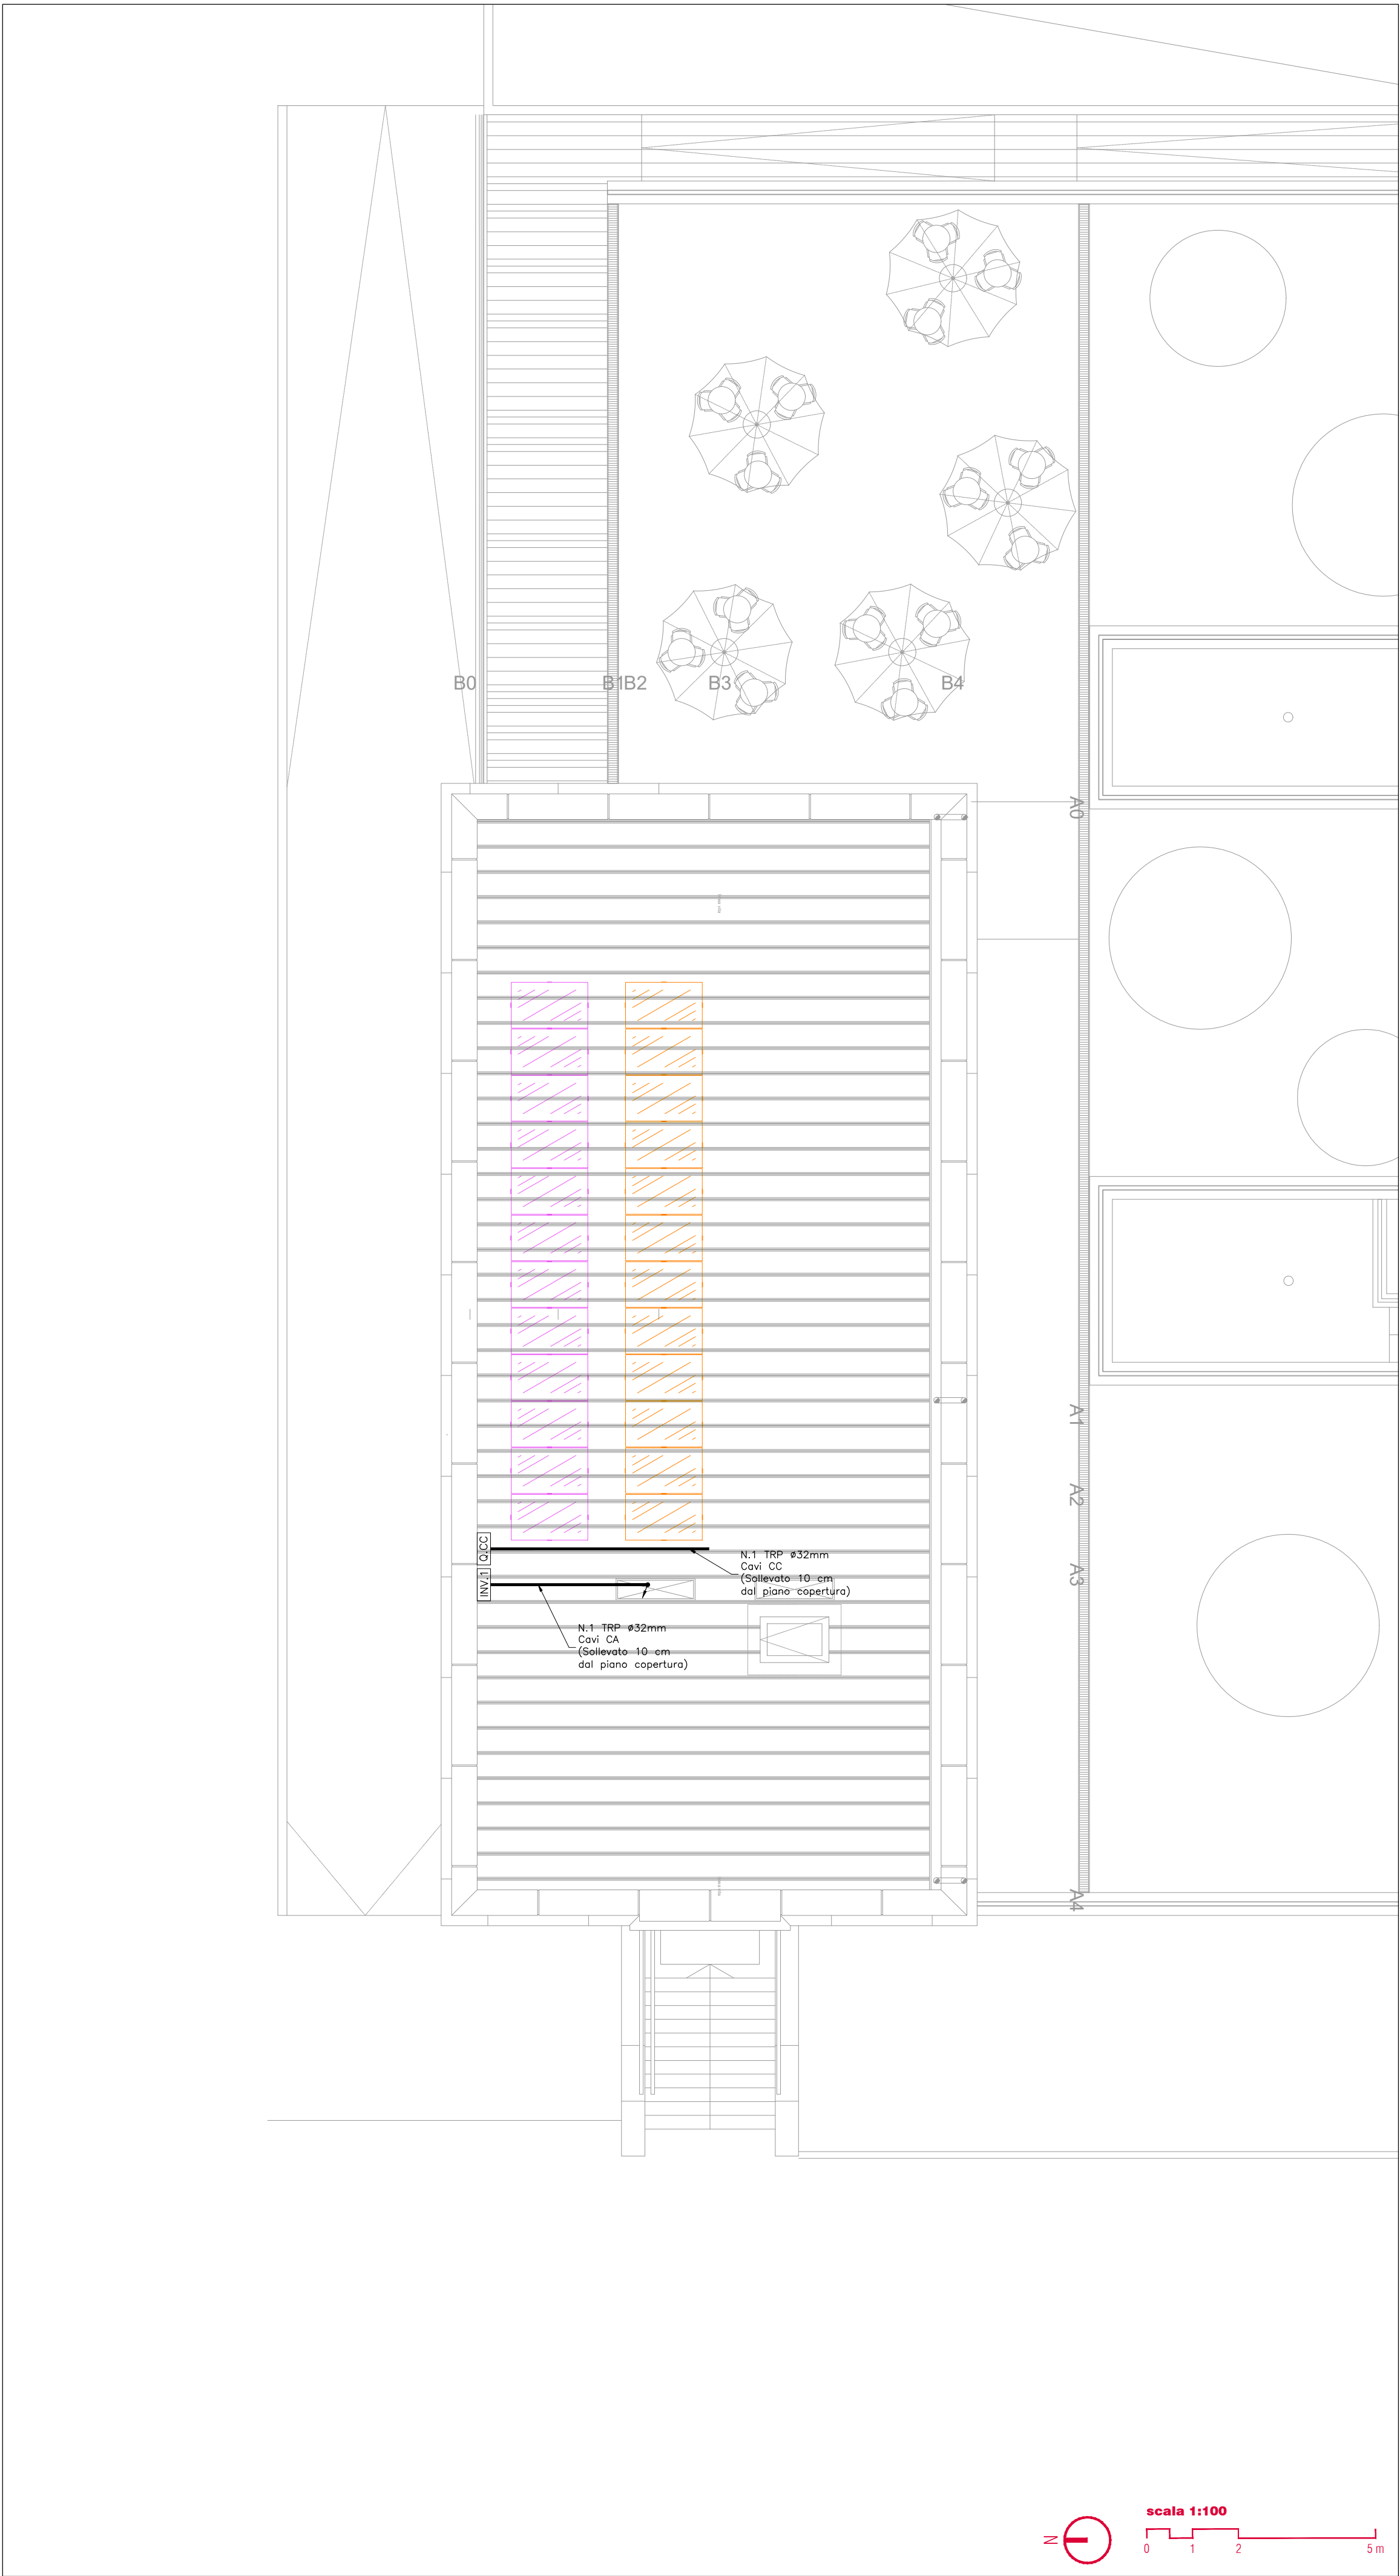 B0
B1
B2
B3
B4
A0
Q.CC
INV.1
N.1 TRP ø32mm
Cavi CC
(Sollevato 10 cm
dal piano copertura)
N.1 TRP ø32mm
Cavi CA
(Sollevato 10 cm
dal piano copertura)
A1
A2
A3
A4
N
scala 1:100
0 1 2 5 m